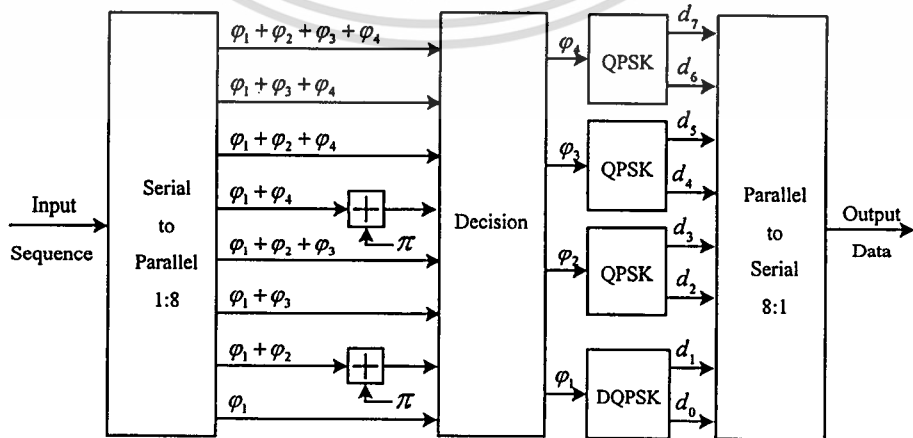 Input
Sequence
Serial
to
Parallel
1:8
φ₁ + φ₂ + φ₃ + φ₄
φ₁ + φ₃ + φ₄
φ₁ + φ₂ + φ₄
φ₁ + φ₄
+
π
φ₁ + φ₂ + φ₃
φ₁ + φ₃
φ₁ + φ₂
+
π
φ₁
Decision
φ₄
φ₃
φ₂
φ₁
QPSK
QPSK
QPSK
DQPSK
d₇
d₆
d₅
d₄
d₃
d₂
d₁
d₀
Parallel
to
Serial
8:1
Output
Data